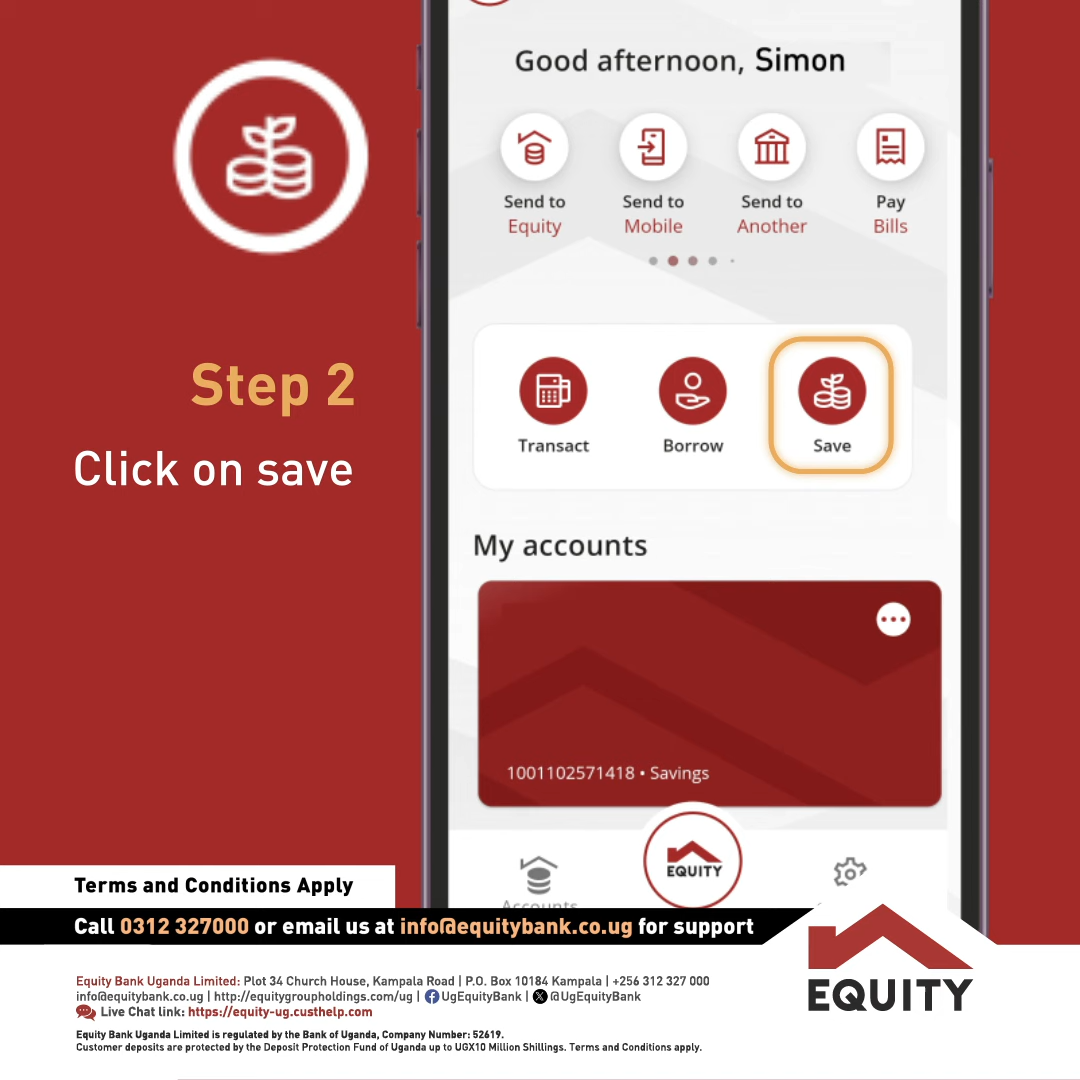 Good afternoon, Simon
Send to
Equity
Send to
Mobile
Send to
Another
Pay
Bills
Step 2
Click on save
Transact
Borrow
Save
My accounts
1001102571418 • Savings
EQUITY
Accounts
Terms and Conditions Apply
Call 0312 327000 or email us at info@equitybank.co.ug for support
EQUITY
Equity Bank Uganda Limited: Plot 34 Church House, Kampala Road | P.O. Box 10184 Kampala | +256 312 327 000
info@equitybank.co.ug | http://equitygroupholdings.com/ug | UgEquityBank | @UgEquityBank
Live Chat link: https://equity-ug.custhelp.com
Equity Bank Uganda Limited is regulated by the Bank of Uganda, Company Number: 52619.
Customer deposits are protected by the Deposit Protection Fund of Uganda up to UGX10 Million Shillings. Terms and Conditions apply.